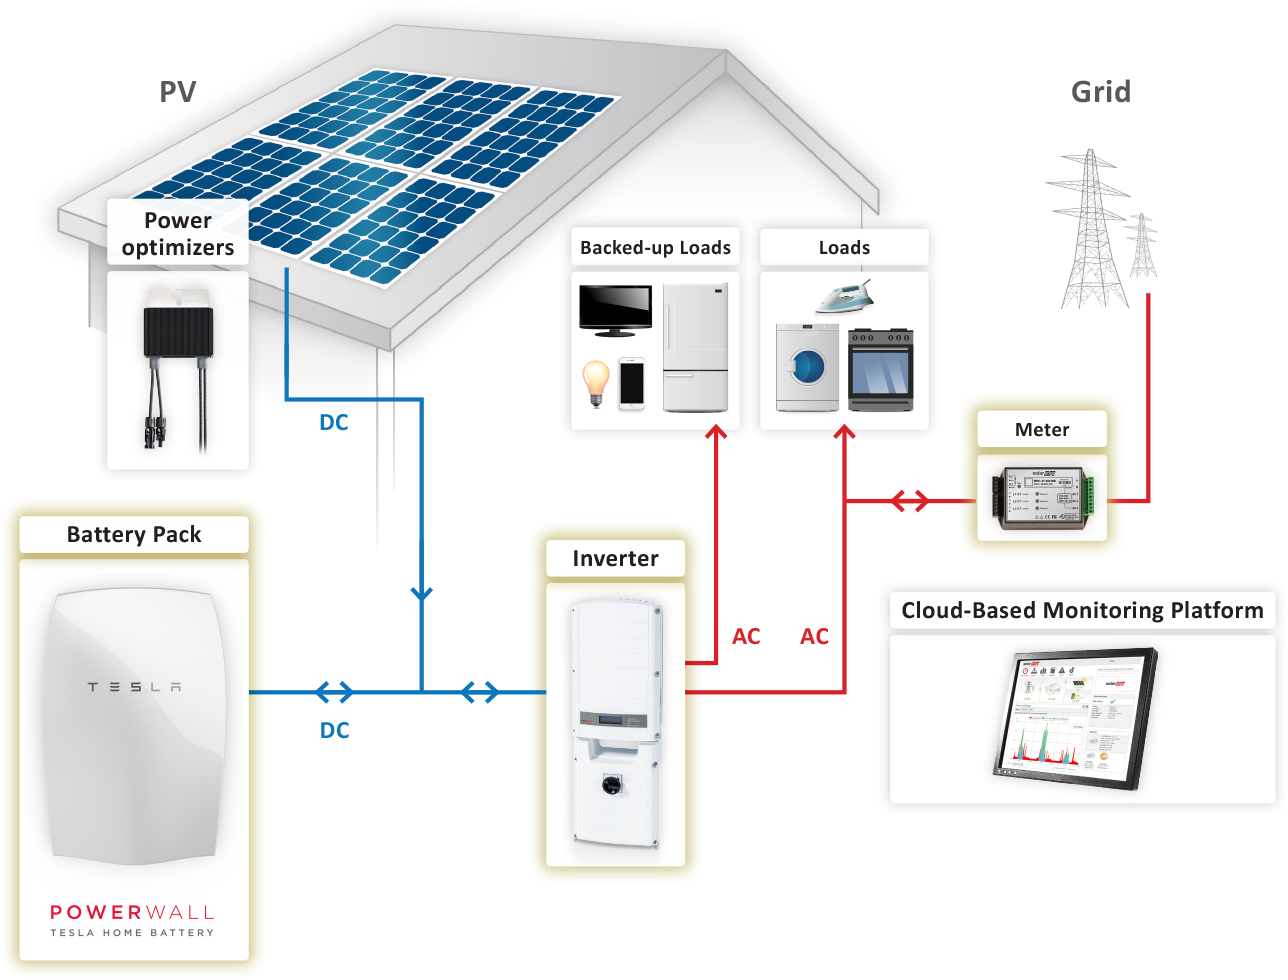 PV
Grid
Power
optimizers
Backed-up Loads
Loads
DC
Meter
solar
Battery Pack
Inverter
AC
AC
Cloud-Based Monitoring Platform
TESLA
DC
POWERWALL
TESLA HOME BATTERY